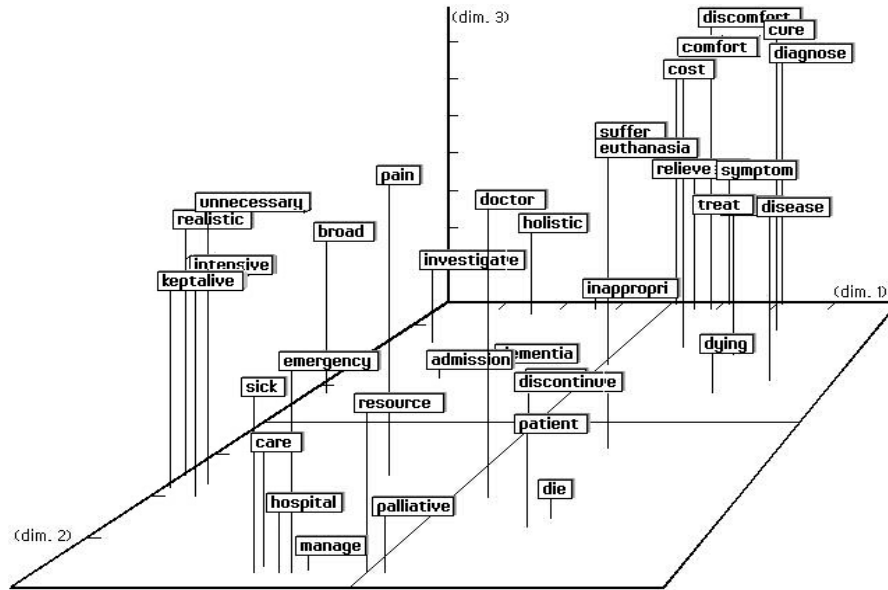 (dim. 3)
discomfort
cure
comfort
diagnose
cost
suffer
euthanasia
pain
relieve
symptom
unnecessary
doctor
treat
disease
realistic
holistic
broad
investigate
intensive
keptalive
inappropri
(dim. 1)
dying
emergency
admission
discontinue
sick
resource
patient
care
die
hospital
palliative
(dim. 2)
manage